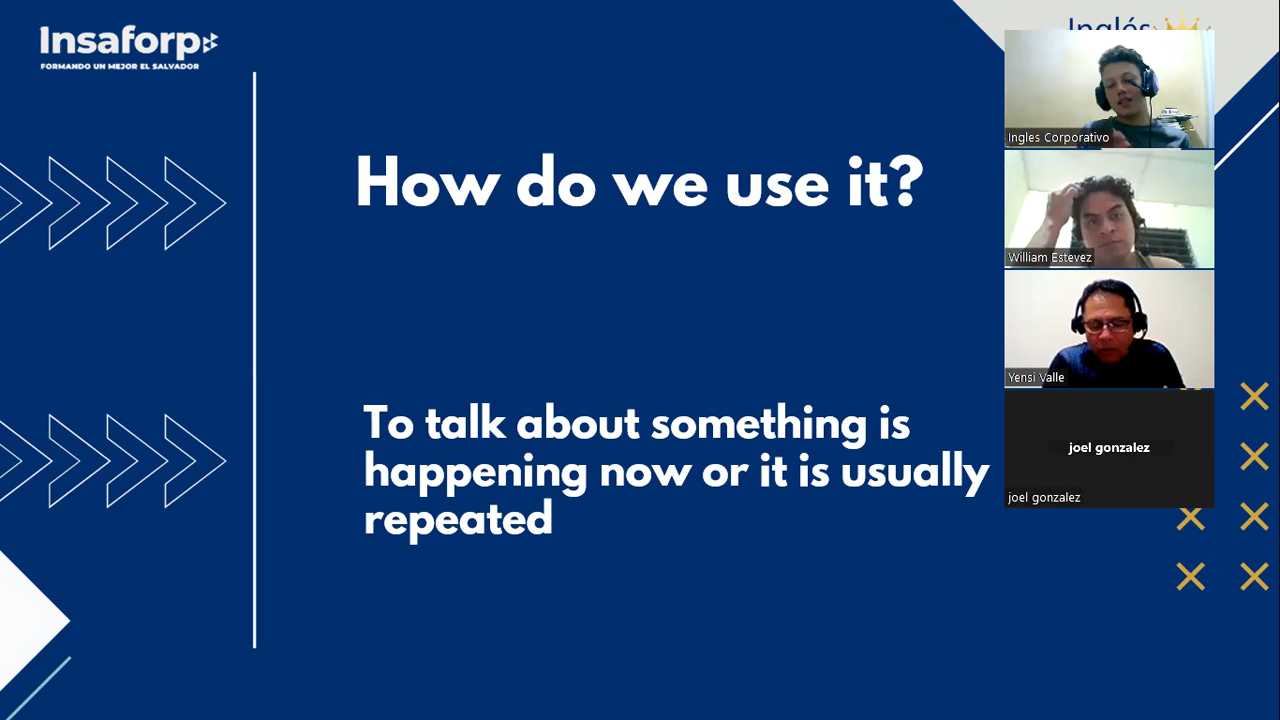 Insaforp
FORMANDO UN MEJOR EL SALVADOR
Inglés
How do we use it?
To talk about something is
happening now or it is usually
repeated
Ingles Corporativo
William Estevez
Yensi Valle
joel gonzalez
joel gonzalez